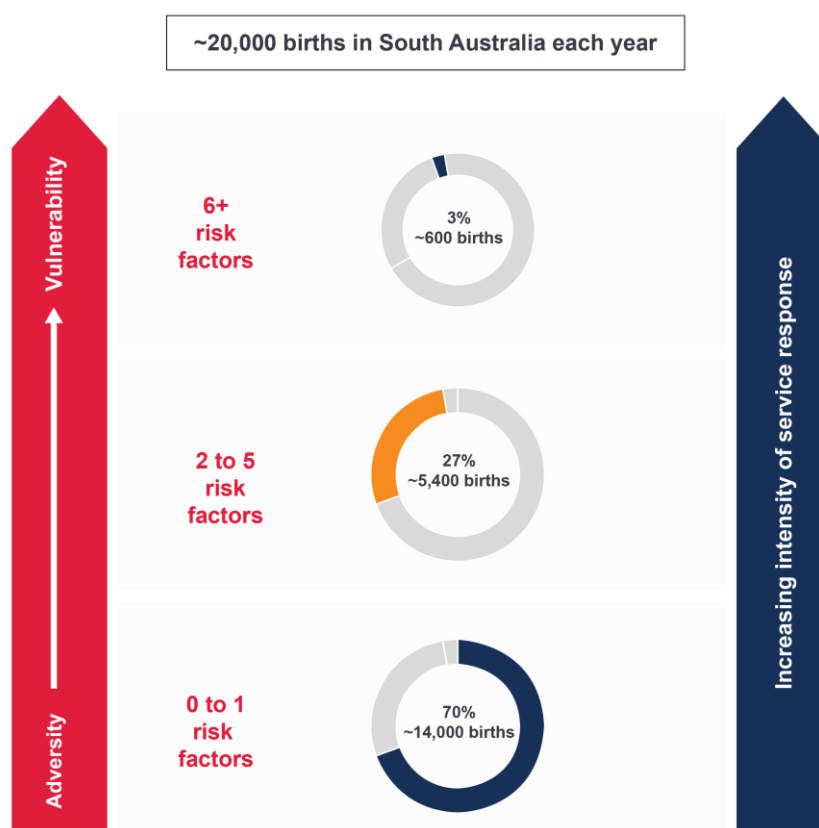 ~20,000 births in South Australia each year
Vulnerability
Adversity
6+
risk
factors
3%
~600 births
2 to 5
risk
factors
27%
~5,400 births
0 to 1
risk
factors
70%
~14,000 births
Increasing intensity of service response